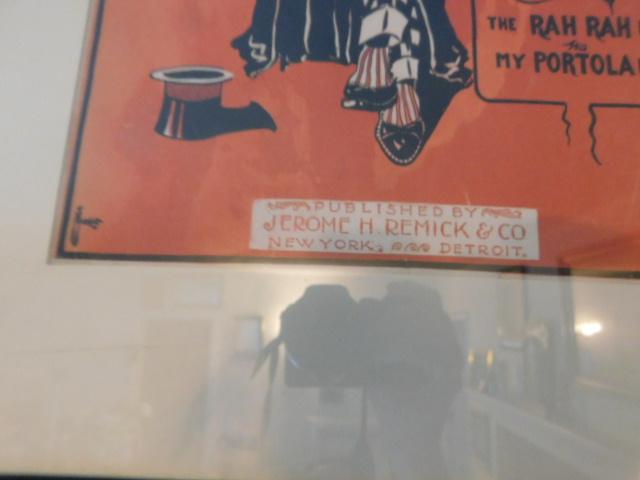 THE RAH RAH
MY PORTOLA
PUBLISHED BY
JEROME H. REMICK & CO
NEW YORK, DETROIT.